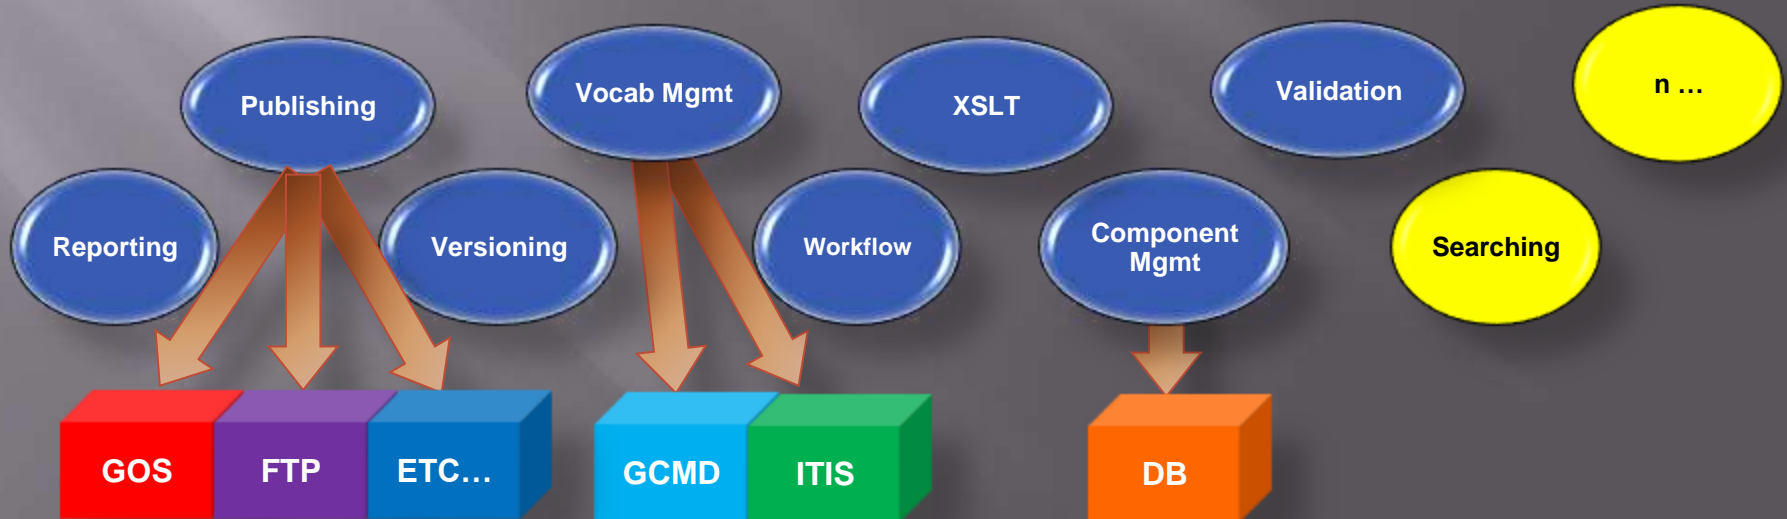 Publishing
Vocab Mgmt
XSLT
Validation
n …
Reporting
Versioning
Workflow
Component
Mgmt
Searching
GOS
FTP
ETC…
GCMD
ITIS
DB